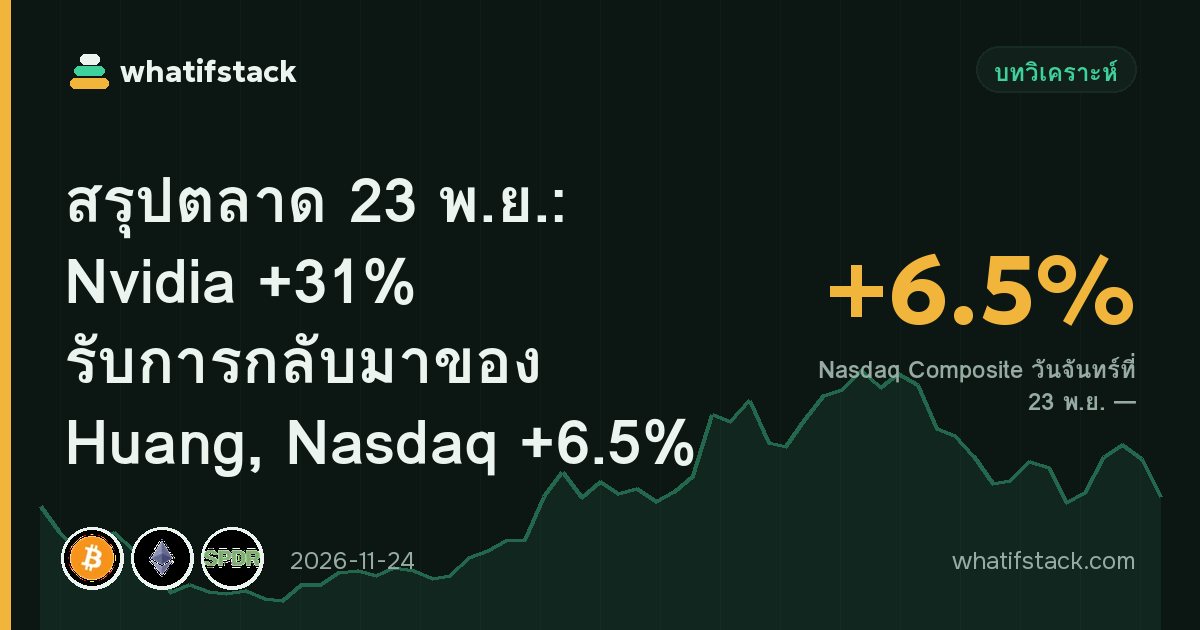 whatifstack
บทวิเคราะห์
สรุปตลาด 23 พ.ย.:
Nvidia +31%
รับการกลับมาของ
Huang, Nasdaq +6.5%
+6.5%
Nasdaq Composite วันจันทร์ที่
23 พ.ย. —
SPDR
2026-11-24
whatifstack.com